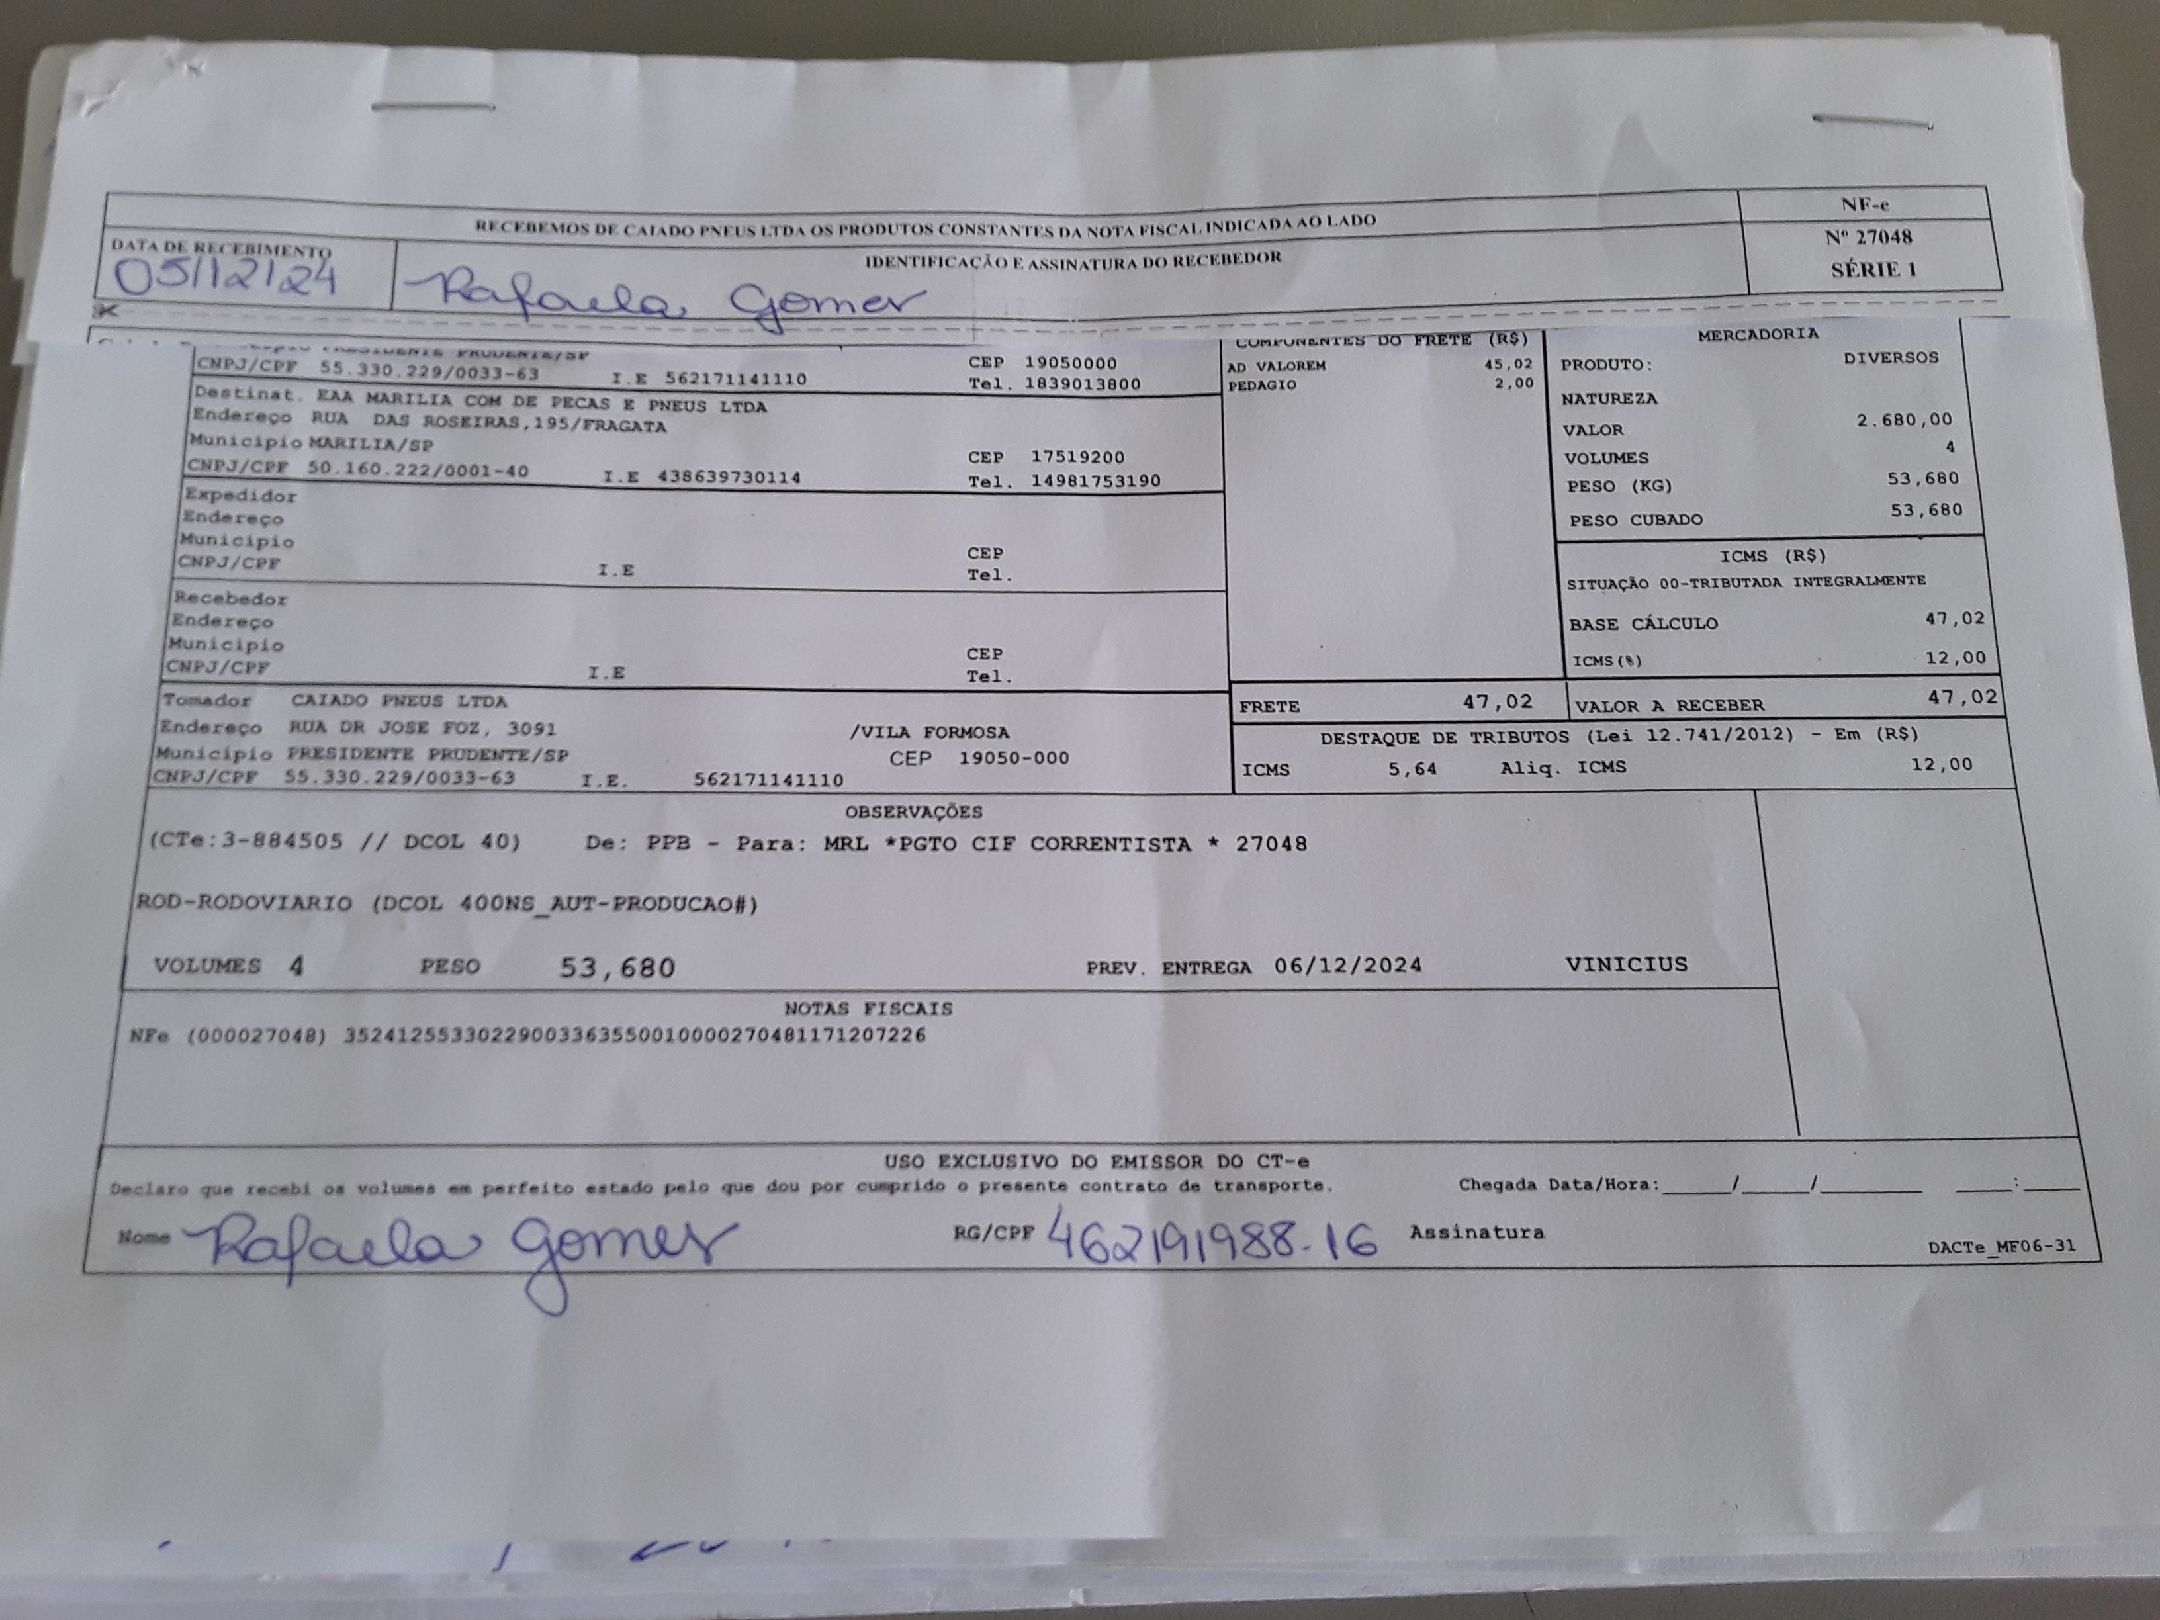 RECEBEMOS DE CAIADO PNEUS LTDA OS PRODUTOS CONSTANTES DA NOTA FISCAL INDICADA AO LADO
NF-e
Nº 27048
SÉRIE 1
DATA DE RECEBIMENTO
05/12/24
IDENTIFICAÇÃO E ASSINATURA DO RECEBEDOR
Rafaela Gomes
PRESIDENTE PRUDENTE/SP
CEP 19050000
CNPJ/CPF 55.330.229/0033-63 I.E 562171141110 Tel. 1839013800
Destinat. EAA MARILIA COM DE PECAS E PNEUS LTDA
Endereço RUA DAS ROSEIRAS,195/FRAGATA
Municipio MARILIA/SP CEP 17519200
CNPJ/CPF 50.160.222/0001-40 I.E 438639730114 Tel. 14981753190
Expedidor
Endereço
Municipio CEP
CNPJ/CPF I.E Tel.
Recebedor
Endereço
Municipio CEP
CNPJ/CPF I.E Tel.
Tomador CAIADO PNEUS LTDA
Endereço RUA DR JOSE FOZ, 3091 /VILA FORMOSA
Municipio PRESIDENTE PRUDENTE/SP CEP 19050-000
CNPJ/CPF 55.330.229/0033-63 I.E. 562171141110
COMPONENTES DO FRETE (R$)
AD VALOREM 45,02
PEDAGIO 2,00
MERCADORIA
PRODUTO: DIVERSOS
NATUREZA
VALOR 2.680,00
VOLUMES 4
PESO (KG) 53,680
PESO CUBADO 53,680
ICMS (R$)
SITUAÇÃO 00-TRIBUTADA INTEGRALMENTE
BASE CÁLCULO 47,02
ICMS(%) 12,00
FRETE 47,02 VALOR A RECEBER 47,02
DESTAQUE DE TRIBUTOS (Lei 12.741/2012) - Em (R$)
ICMS 5,64 Aliq. ICMS 12,00
OBSERVAÇÕES
(CTe:3-884505 // DCOL 40) De: PPB - Para: MRL *PGTO CIF CORRENTISTA * 27048
ROD-RODOVIARIO (DCOL 400NS_AUT-PRODUCAO#)
VOLUMES 4 PESO 53,680 PREV. ENTREGA 06/12/2024 VINICIUS
NOTAS FISCAIS
NFe (000027048) 35241255330229003363550010000270481171207226
USO EXCLUSIVO DO EMISSOR DO CT-e
Declaro que recebi os volumes em perfeito estado pelo que dou por cumprido o presente contrato de transporte. Chegada Data/Hora:_____/_____/________ ____:____
Nome Rafaela Gomes RG/CPF 462191988-16 Assinatura
DACTe_MF06-31